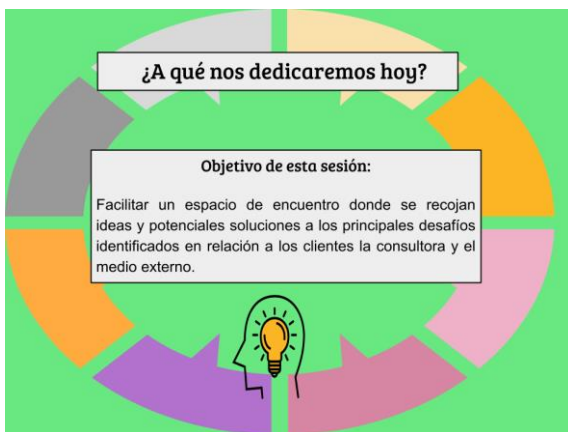 ¿A qué nos dedicaremos hoy?
Objetivo de esta sesión:
Facilitar un espacio de encuentro donde se recojan
ideas y potenciales soluciones a los principales desafíos
identificados en relación a los clientes la consultora y el
medio externo.